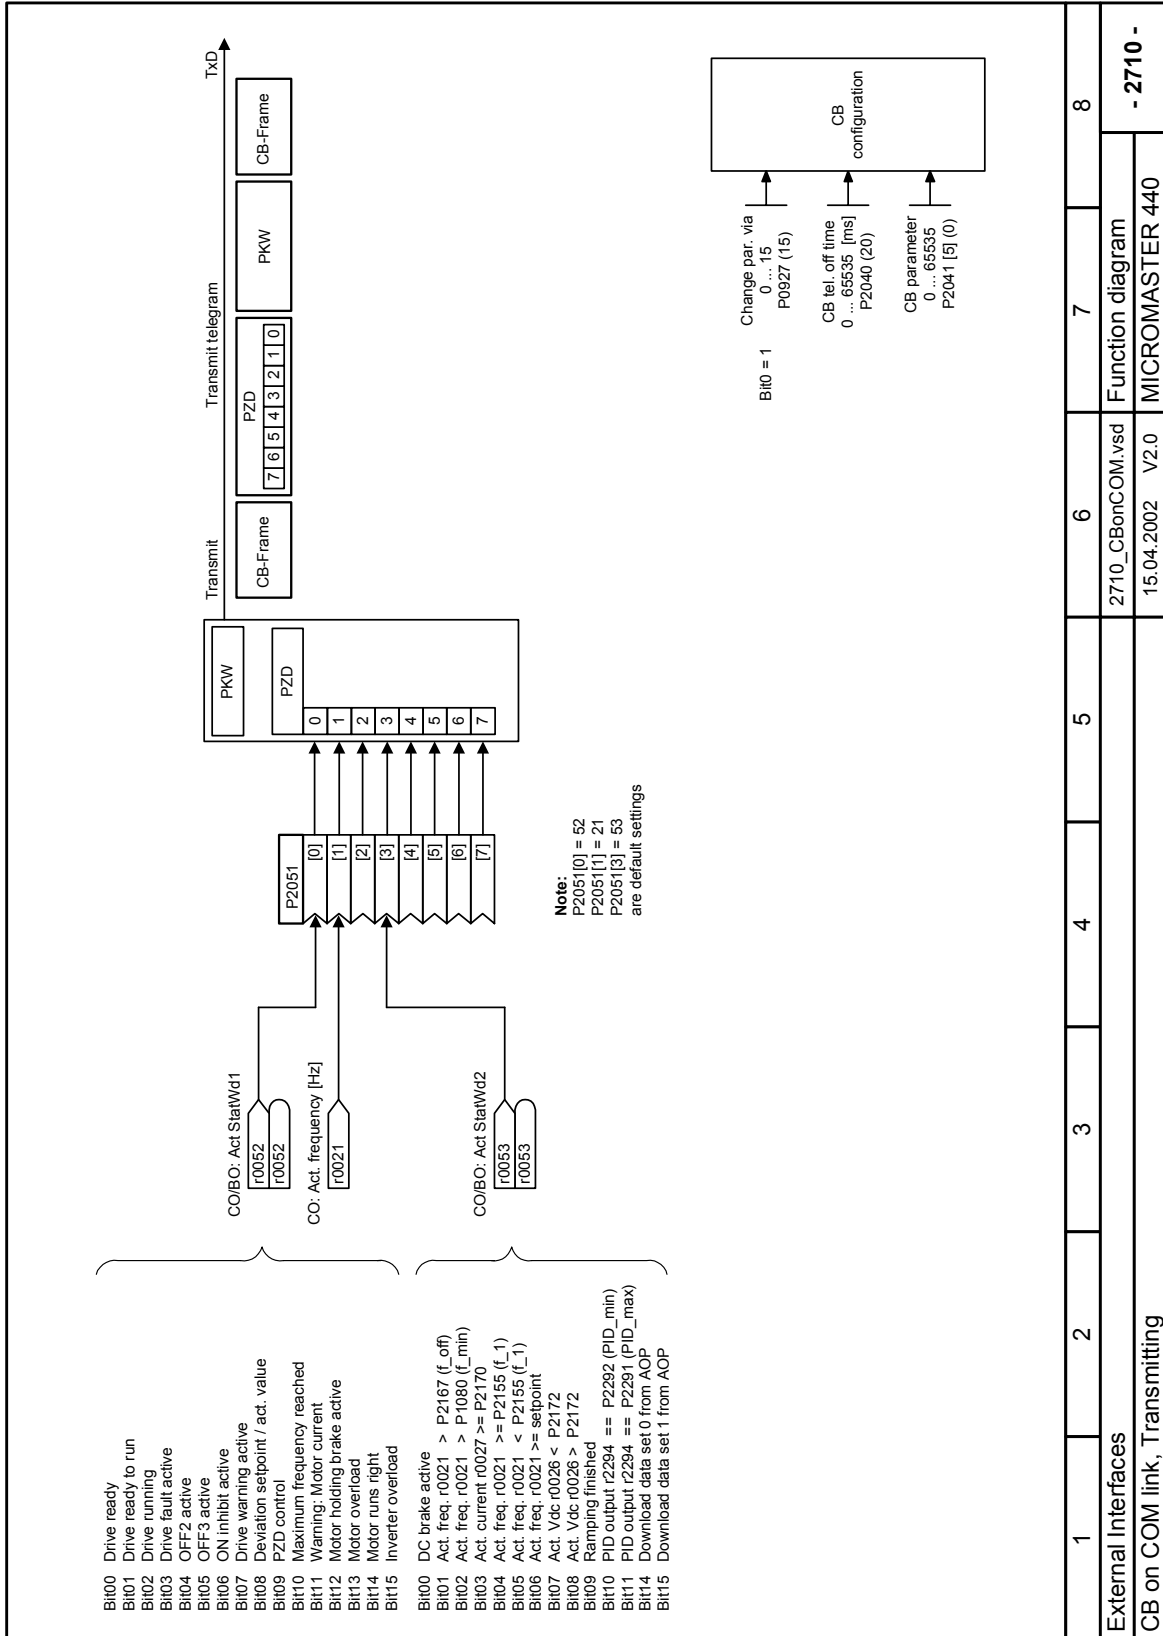 Bit00 Drive ready
Bit01 Drive ready to run
Bit02 Drive running
Bit03 Drive fault active
Bit04 OFF2 active
Bit05 OFF3 active
Bit06 ON inhibit active
Bit07 Drive warning active
Bit08 Deviation setpoint / act. value
Bit09 PZD control
Bit10 Maximum frequency reached
Bit11 Warning: Motor current
Bit12 Motor holding brake active
Bit13 Motor overload
Bit14 Motor runs right
Bit15 Inverter overload
Bit00 DC brake active
Bit01 Act. freq. r0021 > P2167 (f_off)
Bit02 Act. freq. r0021 > P1080 (f_min)
Bit03 Act. current r0027 >= P2170
Bit04 Act. freq. r0021 >= P2155 (f_1)
Bit05 Act. freq. r0021 < P2155 (f_1)
Bit06 Act. freq. r0021 >= setpoint
Bit07 Act. Vdc r0026 < P2172
Bit08 Act. Vdc r0026 > P2172
Bit09 Ramping finished
Bit10 PID output r2294 == P2292 (PID_min)
Bit11 PID output r2294 == P2291 (PID_max)
Bit14 Download data set 0 from AOP
Bit15 Download data set 1 from AOP
CO/BO: Act StatWd1
r0052
r0052
CO: Act. frequency [Hz]
r0021
CO/BO: Act StatWd2
r0053
r0053
P2051
[0]
[1]
[2]
[3]
[4]
[5]
[6]
[7]
Note:
P2051[0] = 52
P2051[1] = 21
P2051[3] = 53
are default settings
PKW
PZD
0
1
2
3
4
5
6
7
Transmit
Transmit telegram
TxD
CB-Frame
PZD
7 6 5 4 3 2 1 0
PKW
CB-Frame
Bit0 = 1
Change par. via
0 ... 15
P0927 (15)
CB tel. off time
0 ... 65535 [ms]
P2040 (20)
CB parameter
0 ... 65535
P2041 [5] (0)
CB
configuration
1 2 3 4 5 6 7 8
External Interfaces
2710_CBonCOM.vsd
Function diagram
- 2710 -
CB on COM link, Transmitting
15.04.2002 V2.0
MICROMASTER 440